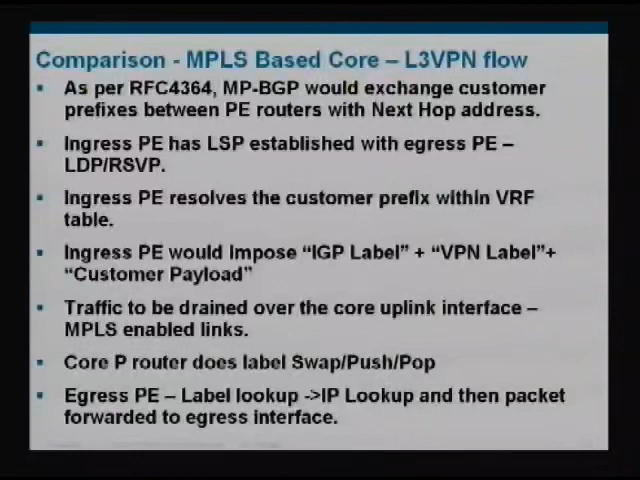 Comparison - MPLS Based Core – L3VPN flow
As per RFC4364, MP-BGP would exchange customer
prefixes between PE routers with Next Hop address.
Ingress PE has LSP established with egress PE –
LDP/RSVP.
Ingress PE resolves the customer prefix within VRF
table.
Ingress PE would Impose “IGP Label” + “VPN Label”+
“Customer Payload”
Traffic to be drained over the core uplink interface –
MPLS enabled links.
Core P router does label Swap/Push/Pop
Egress PE – Label lookup ->IP Lookup and then packet
forwarded to egress interface.